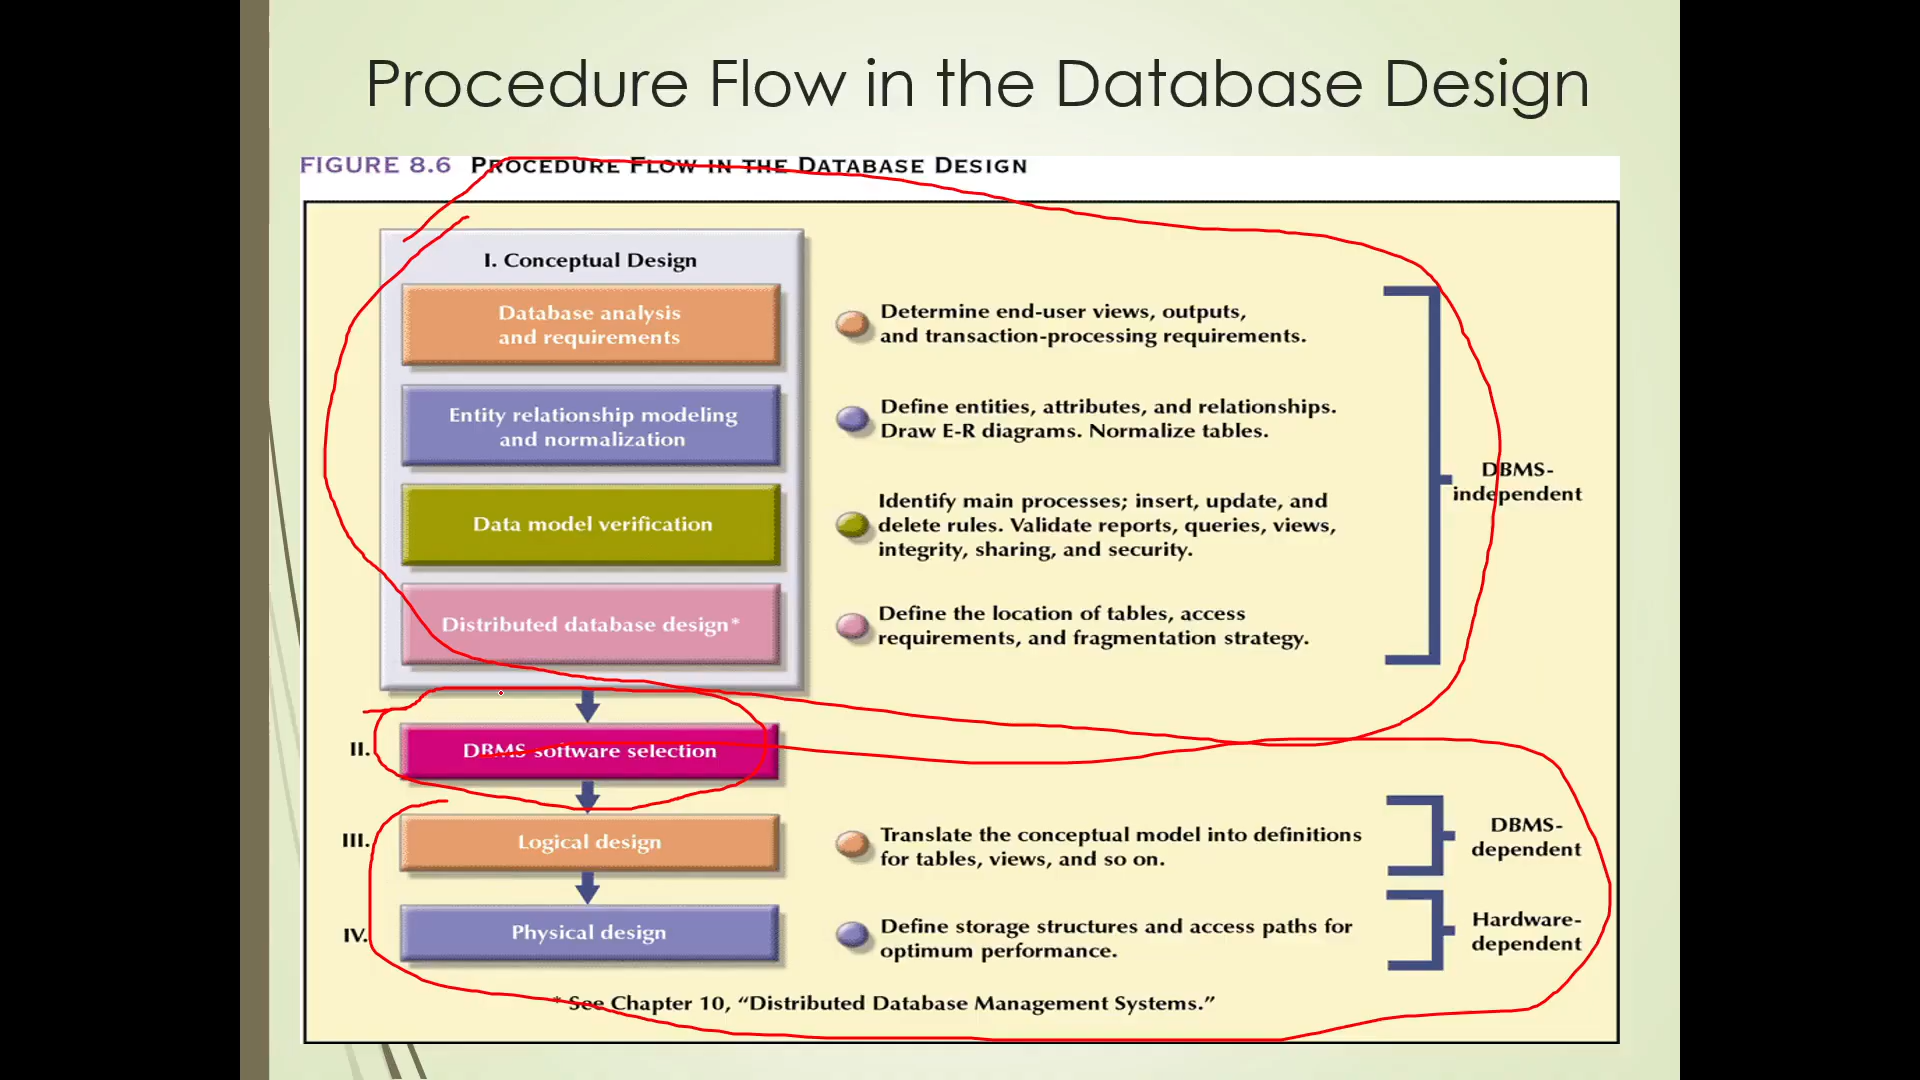 Procedure Flow in the Database Design
FIGURE 8.6 PROCEDURE FLOW IN THE DATABASE DESIGN
I. Conceptual Design
Database analysis
and requirements
Determine end-user views, outputs,
and transaction-processing requirements.
Entity relationship modeling
and normalization
Define entities, attributes, and relationships.
Draw E-R diagrams. Normalize tables.
Data model verification
Identify main processes; insert, update, and
delete rules. Validate reports, queries, views,
integrity, sharing, and security.
Distributed database design*
Define the location of tables, access
requirements, and fragmentation strategy.
DBMS-
independent
II. DBMS software selection
III. Logical design
Translate the conceptual model into definitions
for tables, views, and so on.
DBMS-
dependent
IV. Physical design
Define storage structures and access paths for
optimum performance.
Hardware-
dependent
* See Chapter 10, “Distributed Database Management Systems.”